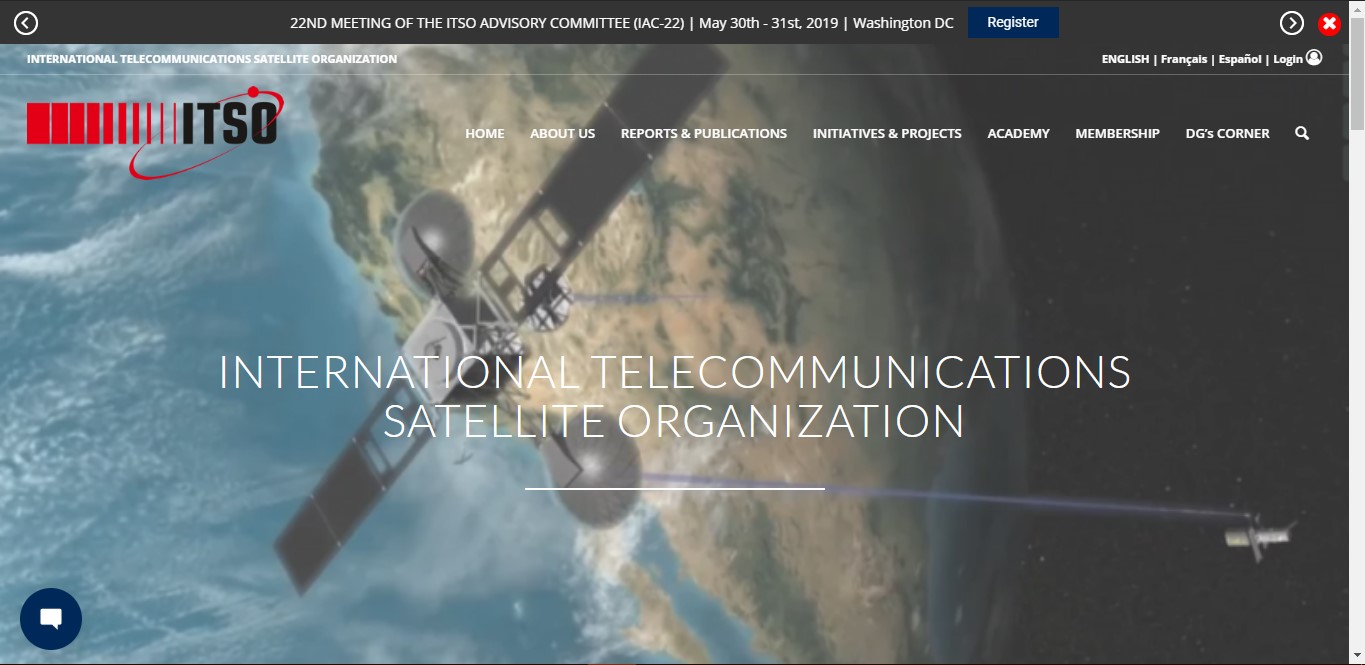 22ND MEETING OF THE ITSO ADVISORY COMMITTEE (IAC-22) | May 30th - 31st, 2019 | Washington DC Register
INTERNATIONAL TELECOMMUNICATIONS SATELLITE ORGANIZATION
ENGLISH | Français | Español | Login
ITSO
HOME ABOUT US REPORTS & PUBLICATIONS INITIATIVES & PROJECTS ACADEMY MEMBERSHIP DG's CORNER
INTERNATIONAL TELECOMMUNICATIONS
SATELLITE ORGANIZATION